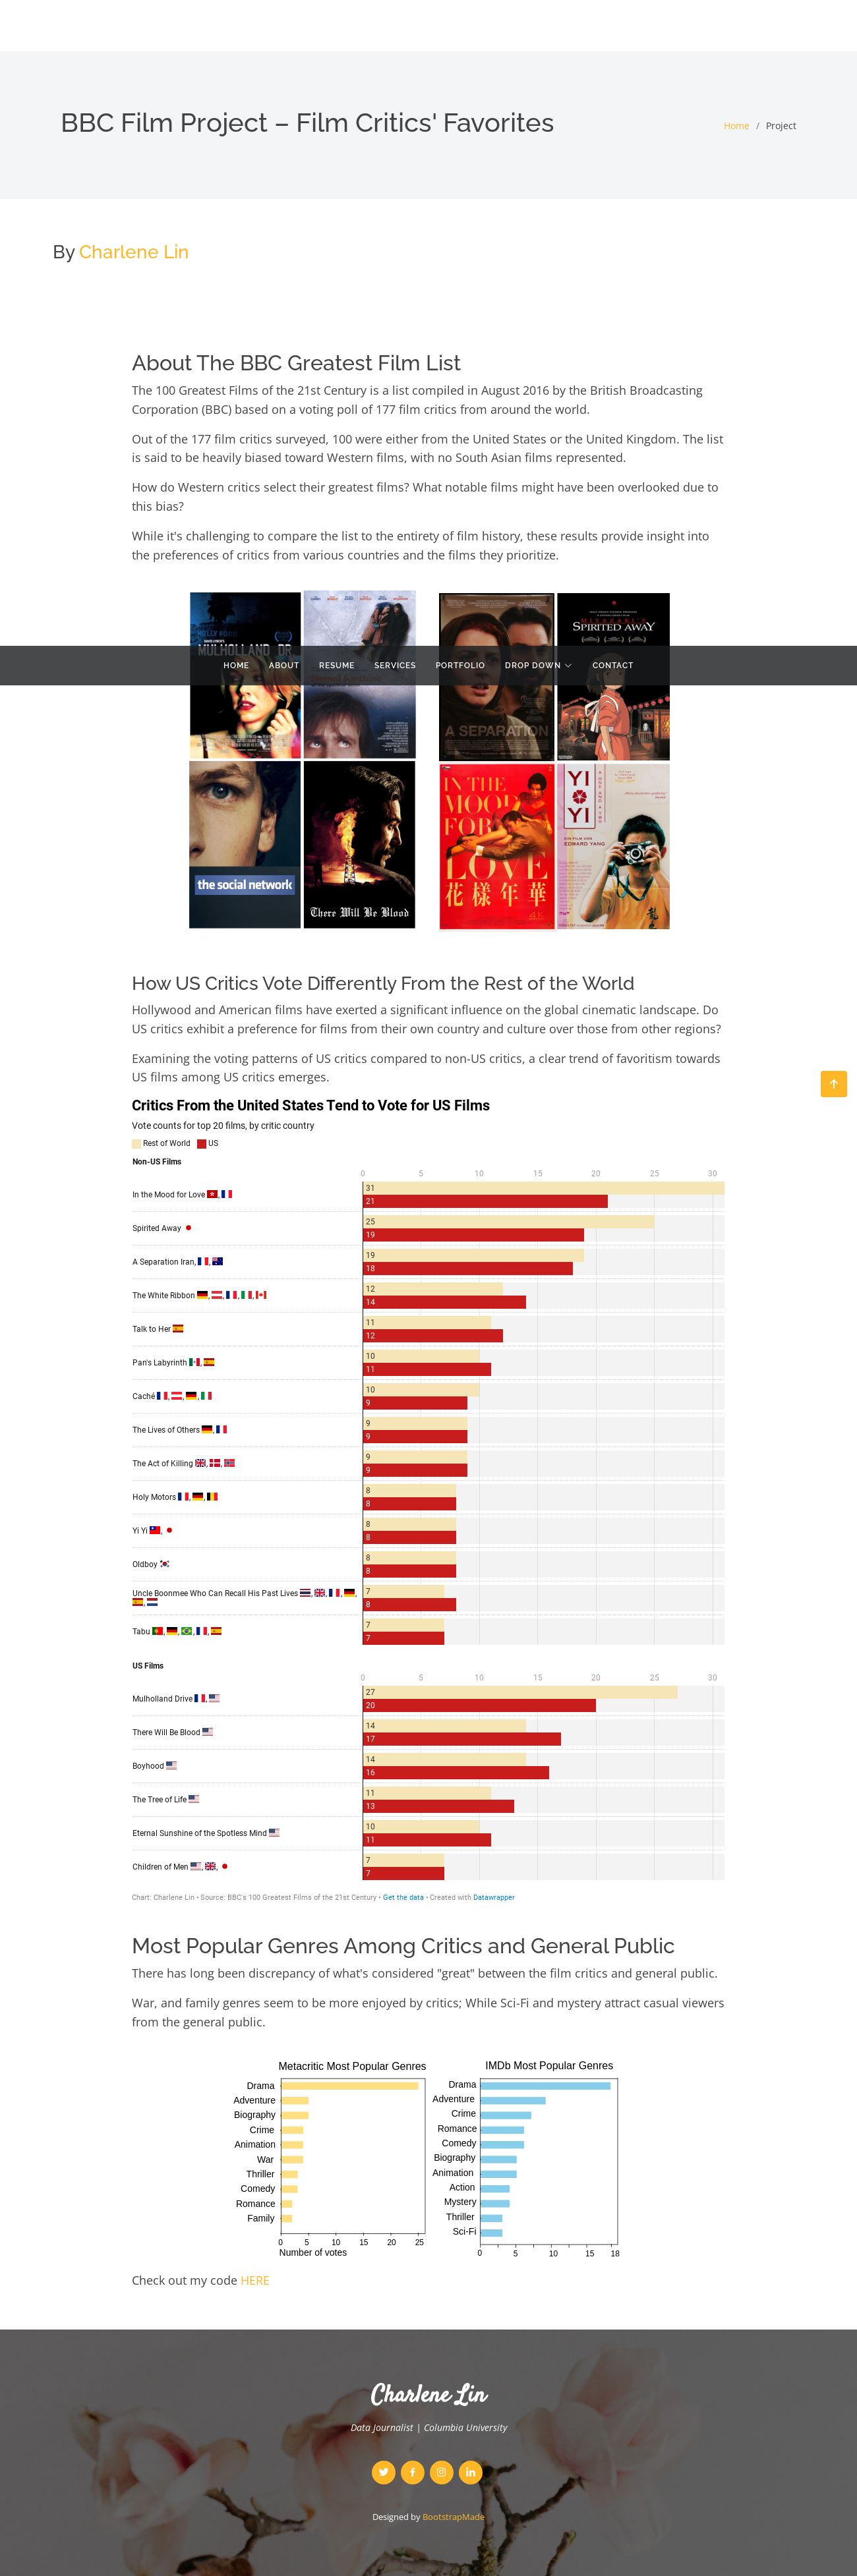 BBC Film Project – Film Critics' Favorites
Home / Project
By Charlene Lin
About The BBC Greatest Film List
The 100 Greatest Films of the 21st Century is a list compiled in August 2016 by the British Broadcasting
Corporation (BBC) based on a voting poll of 177 film critics from around the world.
Out of the 177 film critics surveyed, 100 were either from the United States or the United Kingdom. The list
is said to be heavily biased toward Western films, with no South Asian films represented.
How do Western critics select their greatest films? What notable films might have been overlooked due to
this bias?
While it's challenging to compare the list to the entirety of film history, these results provide insight into
the preferences of critics from various countries and the films they prioritize.
MULHOLLAND DR.
SPIRITED AWAY
HOME ABOUT RESUME SERVICES PORTFOLIO DROP DOWN CONTACT
A SEPARATION
the social network
There Will Be Blood
IN THE
MOOD
FOR
LOVE
花樣年華
YI
YI
EIN FILM VON
EDWARD YANG
How US Critics Vote Differently From the Rest of the World
Hollywood and American films have exerted a significant influence on the global cinematic landscape. Do
US critics exhibit a preference for films from their own country and culture over those from other regions?
Examining the voting patterns of US critics compared to non-US critics, a clear trend of favoritism towards
US films among US critics emerges.
Critics From the United States Tend to Vote for US Films
Vote counts for top 20 films, by critic country
Rest of World US
Non-US Films
0 5 10 15 20 25 30
In the Mood for Love ,
31
21
Spirited Away
25
19
A Separation Iran, ,
19
18
The White Ribbon , , , ,
12
14
Talk to Her
11
12
Pan's Labyrinth ,
10
11
Caché , , ,
10
9
The Lives of Others ,
9
9
The Act of Killing , ,
9
9
Holy Motors , ,
8
8
Yi Yi ,
8
8
Oldboy
8
8
Uncle Boonmee Who Can Recall His Past Lives , , , ,
,
7
8
Tabu , , , ,
7
7
US Films
0 5 10 15 20 25 30
Mulholland Drive ,
27
20
There Will Be Blood
14
17
Boyhood
14
16
The Tree of Life
11
13
Eternal Sunshine of the Spotless Mind
10
11
Children of Men , ,
7
7
Chart: Charlene Lin • Source: BBC's 100 Greatest Films of the 21st Century • Get the data • Created with Datawrapper
Most Popular Genres Among Critics and General Public
There has long been discrepancy of what's considered "great" between the film critics and general public.
War, and family genres seem to be more enjoyed by critics; While Sci-Fi and mystery attract casual viewers
from the general public.
Metacritic Most Popular Genres
Drama
Adventure
Biography
Crime
Animation
War
Thriller
Comedy
Romance
Family
0 5 10 15 20 25
Number of votes
IMDb Most Popular Genres
Drama
Adventure
Crime
Romance
Comedy
Biography
Animation
Action
Mystery
Thriller
Sci-Fi
0 5 10 15 18
Check out my code HERE
Charlene Lin
Data Journalist | Columbia University
Designed by BootstrapMade